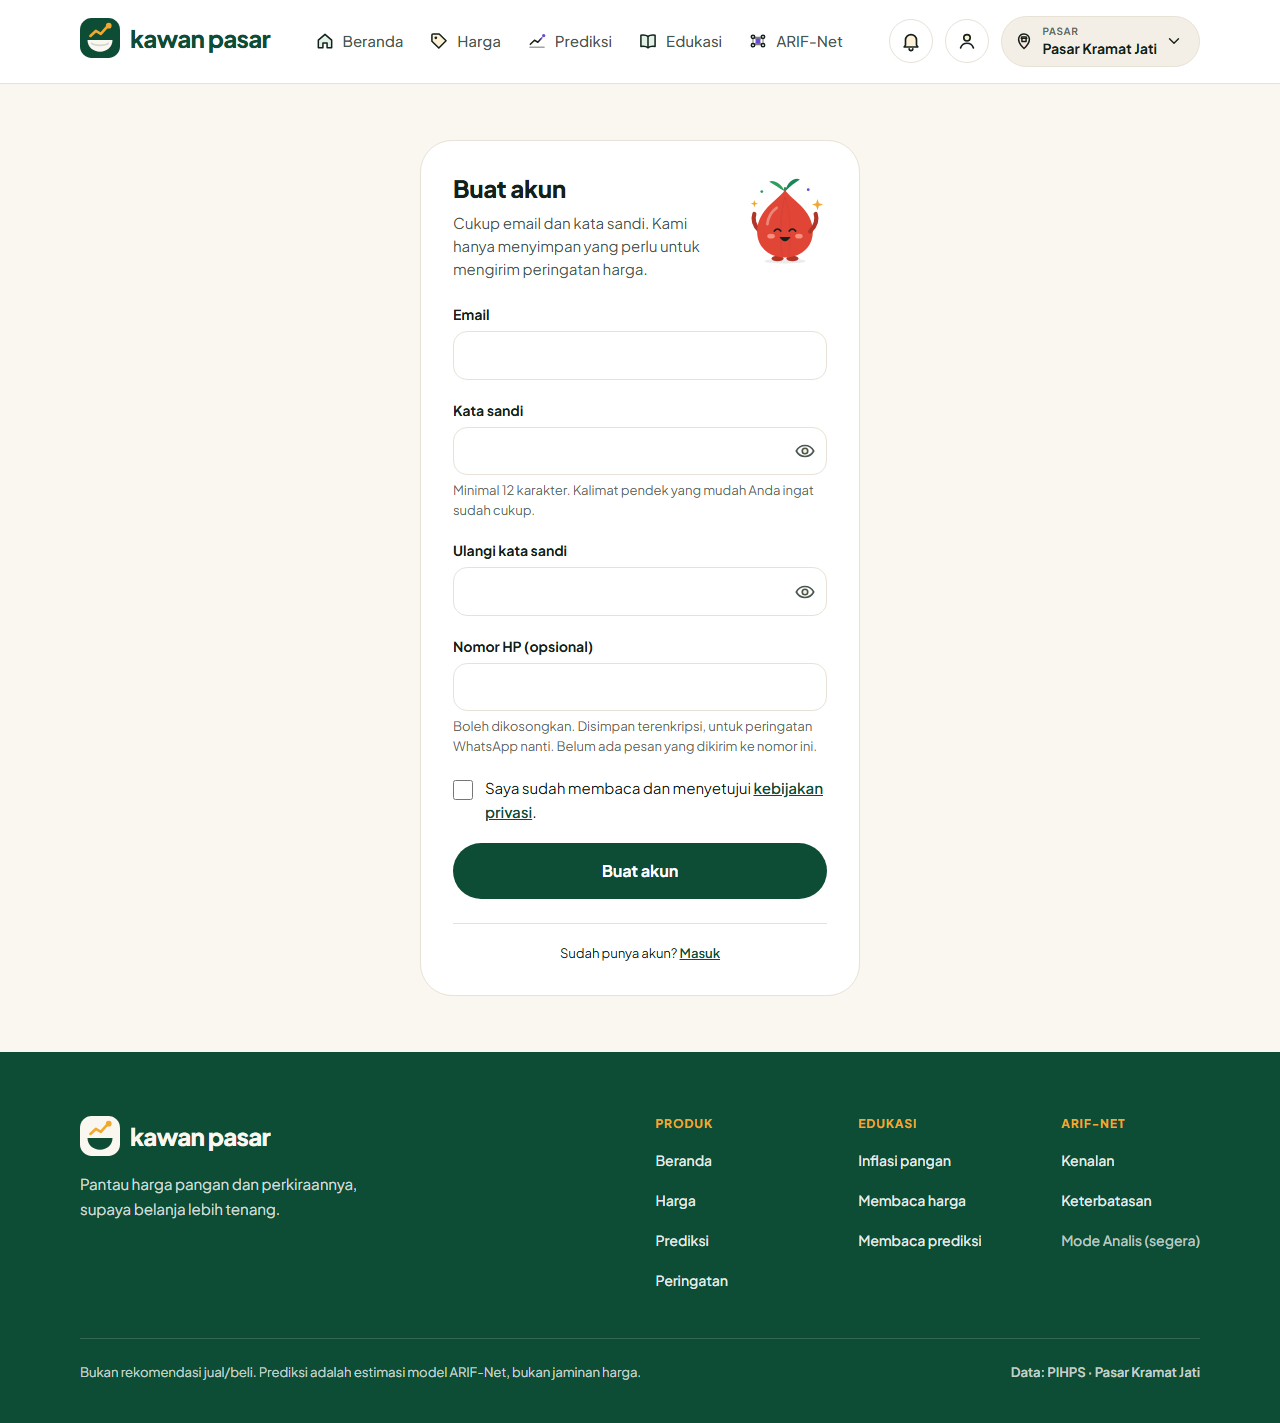 kawan pasar
Beranda
Harga
Prediksi
Edukasi
ARIF-Net
PASAR
Pasar Kramat Jati
Buat akun
Cukup email dan kata sandi. Kami
hanya menyimpan yang perlu untuk
mengirim peringatan harga.
Email
Kata sandi
Minimal 12 karakter. Kalimat pendek yang mudah Anda ingat
sudah cukup.
Ulangi kata sandi
Nomor HP (opsional)
Boleh dikosongkan. Disimpan terenkripsi, untuk peringatan
WhatsApp nanti. Belum ada pesan yang dikirim ke nomor ini.
Saya sudah membaca dan menyetujui kebijakan
privasi.
Buat akun
Sudah punya akun? Masuk
kawan pasar
Pantau harga pangan dan perkiraannya,
supaya belanja lebih tenang.
PRODUK
Beranda
Harga
Prediksi
Peringatan
EDUKASI
Inflasi pangan
Membaca harga
Membaca prediksi
ARIF-NET
Kenalan
Keterbatasan
Mode Analis (segera)
Bukan rekomendasi jual/beli. Prediksi adalah estimasi model ARIF-Net, bukan jaminan harga.
Data: PIHPS · Pasar Kramat Jati